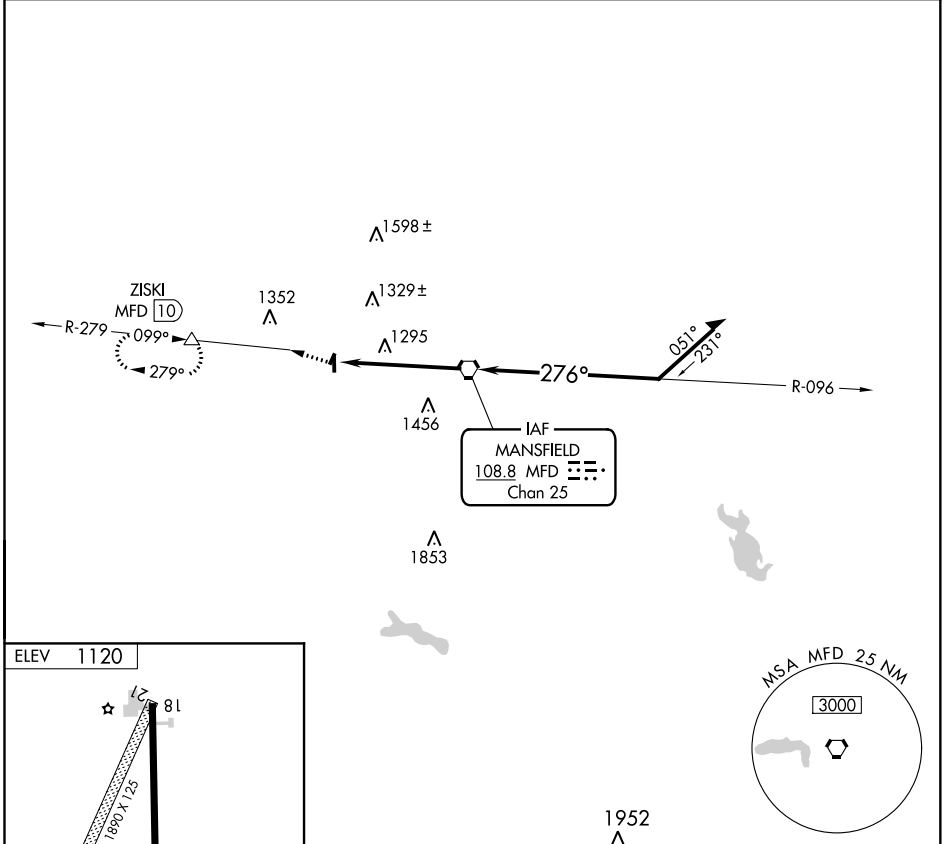 1598 ±
ZISKI
MFD 10
1352
1329 ±
R-279
099°
279°
1295
276°
051°
231°
R-096
1456
IAF
MANSFIELD
108.8 MFD
Chan 25
1853
ELEV 1120
21
18
1890 X 125
MSA MFD 25 NM
3000
1952